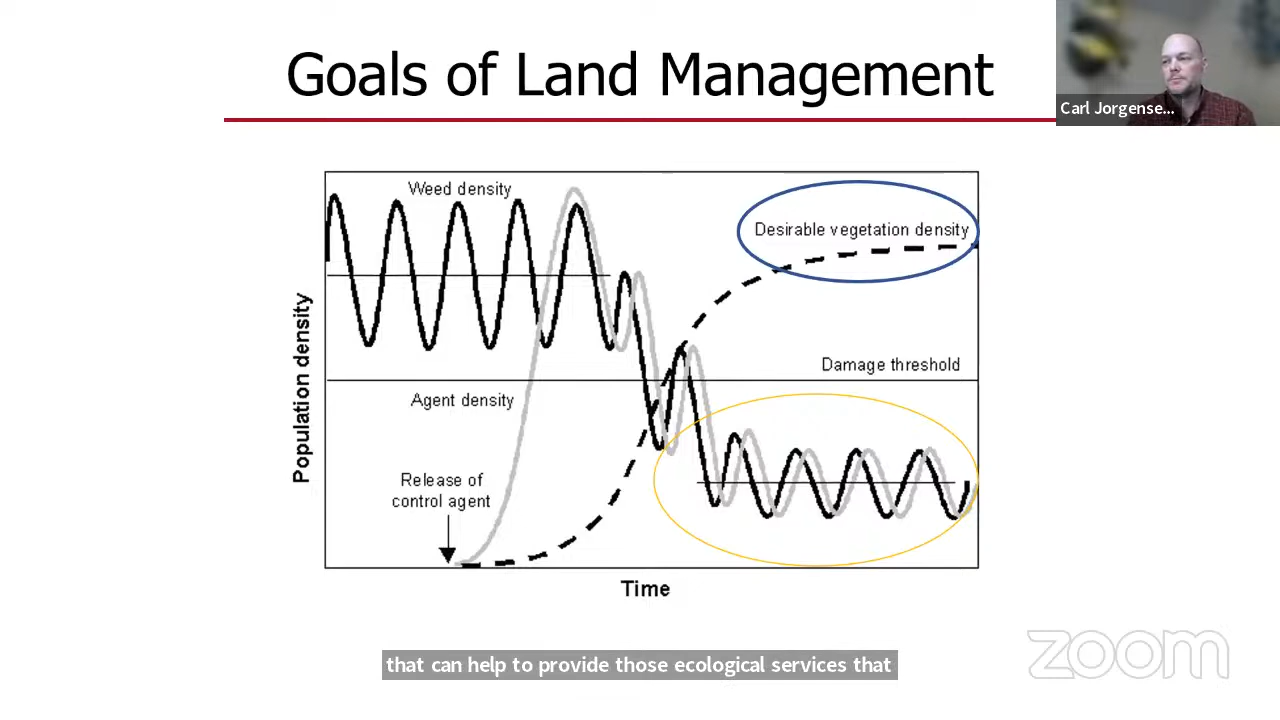 Goals of Land Management
Carl Jorgense...
Weed density
Desirable vegetation density
Population density
Damage threshold
Agent density
Release of
control agent
Time
that can help to provide those ecological services that
zoom